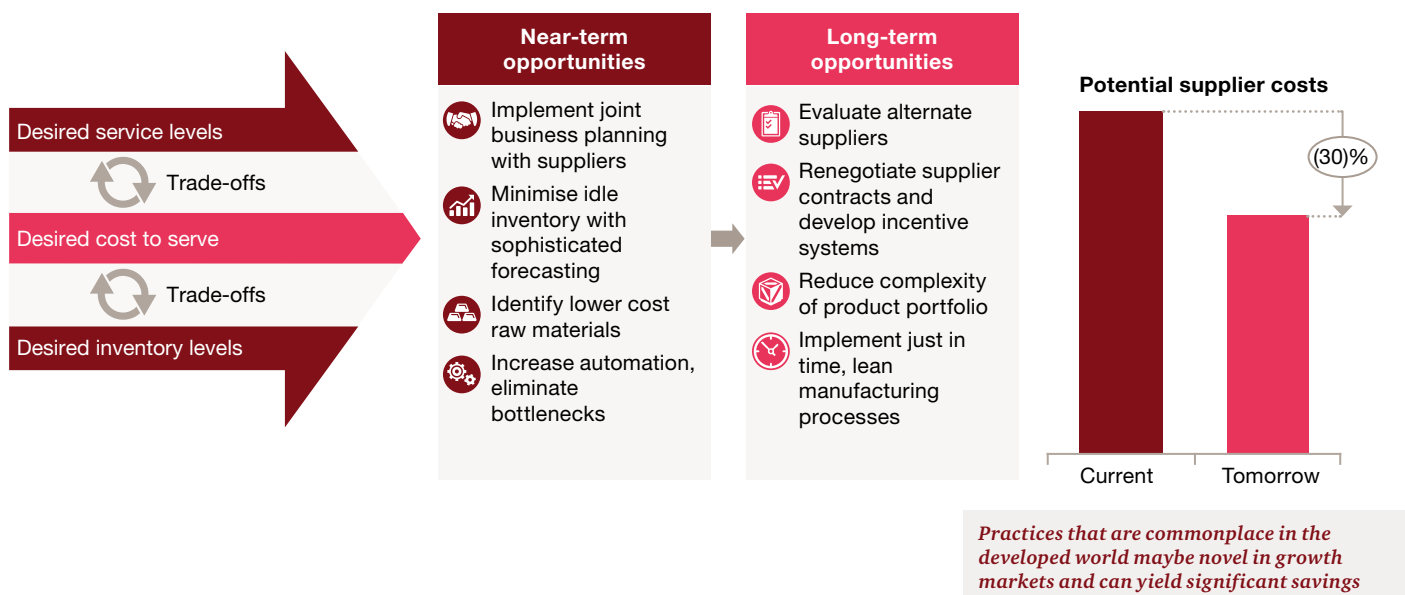 Desired service levels
Trade-offs
Desired cost to serve
Trade-offs
Desired inventory levels
Near-term
opportunities
Implement joint
business planning
with suppliers
Minimise idle
inventory with
sophisticated
forecasting
Identify lower cost
raw materials
Increase automation,
eliminate
bottlenecks
Long-term
opportunities
Evaluate alternate
suppliers
Renegotiate supplier
contracts and
develop incentive
systems
Reduce complexity
of product portfolio
Implement just in
time, lean
manufacturing
processes
Potential supplier costs
(30)%
Current
Tomorrow
Practices that are commonplace in the
developed world maybe novel in growth
markets and can yield significant savings